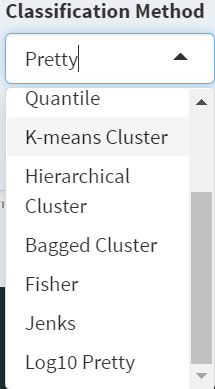 Classification Method
Pretty
Quantile
K-means Cluster
Hierarchical
Cluster
Bagged Cluster
Fisher
Jenks
Log10 Pretty